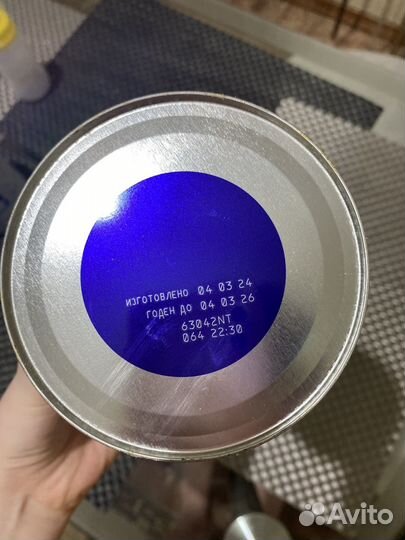 ИЗГОТОВЛЕНО 04 03 24
ГОДЕН ДО 04 03 26
63042NT
064 22:30
Avito